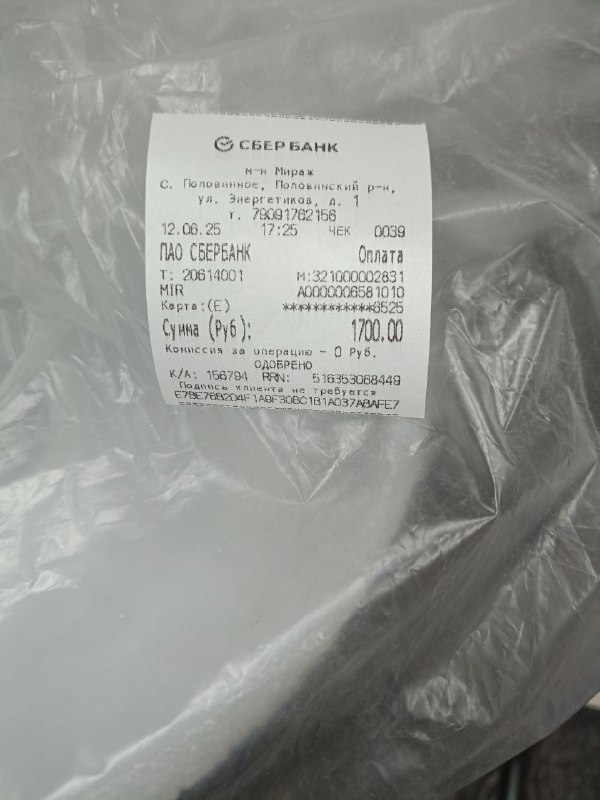 СБЕРБАНК
м-н Мираж
С. Половинное, Половинский р-н,
ул. Энергетиков, д. 1
т. 79091762156
12.06.25 17:25 ЧЕК 0039
ПАО СБЕРБАНК Оплата
Т: 20614001 М:321000002831
MIR A0000006581010
Карта:(E) ************6525
Сумма (Руб): 1700.00
Комиссия за операцию – 0 Руб.
ОДОБРЕНО
К/А: 156794 RRN: 516353068449
Подпись клиента не требуется
E7BE76B2D4F1A9F30BC1B1A037ABAFE7